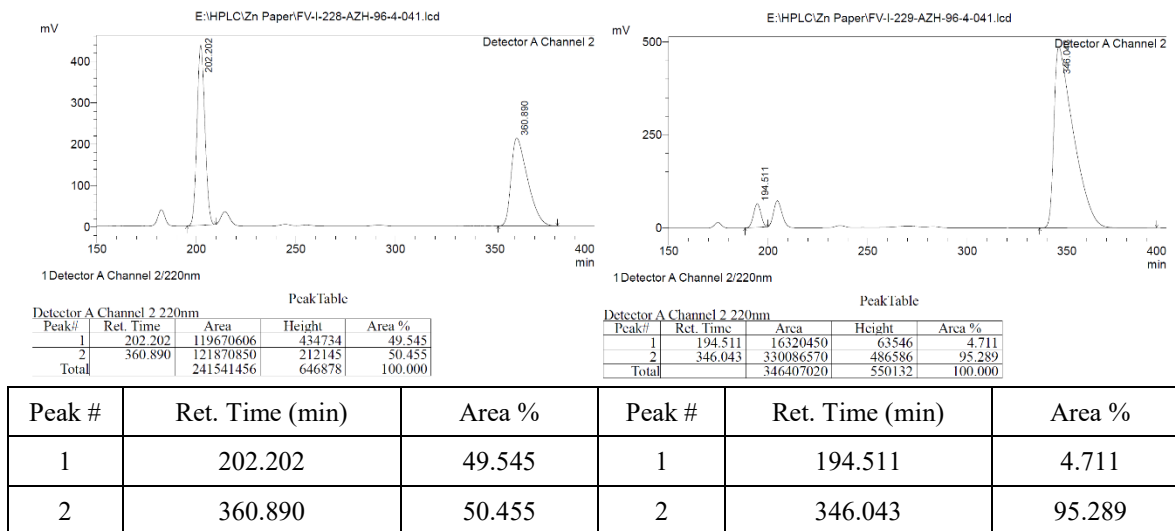 E:\HPLC\Zn Paper\FV-I-228-AZH-96-4-041.lcd
mV
Detector A Channel 2
202.202
360.890
400
300
200
100
0
150 200 250 300 350 400
min
1 Detector A Channel 2/220nm
PeakTable
Detector A Channel 2 220nm
Peak# Ret. Time Area Height Area %
1 202.202 119670606 434734 49.545
2 360.890 121870850 212145 50.455
Total 241541456 646878 100.000
E:\HPLC\Zn Paper\FV-I-229-AZH-96-4-041.lcd
mV
Detector A Channel 2
194.511
346.043
500
250
0
150 200 250 300 350 400
min
1 Detector A Channel 2/220nm
PeakTable
Detector A Channel 2 220nm
Peak# Ret. Time Area Height Area %
1 194.511 16320450 63546 4.711
2 346.043 330086570 486586 95.289
Total 346407020 550132 100.000
Peak # Ret. Time (min) Area % Peak # Ret. Time (min) Area %
1 202.202 49.545 1 194.511 4.711
2 360.890 50.455 2 346.043 95.289